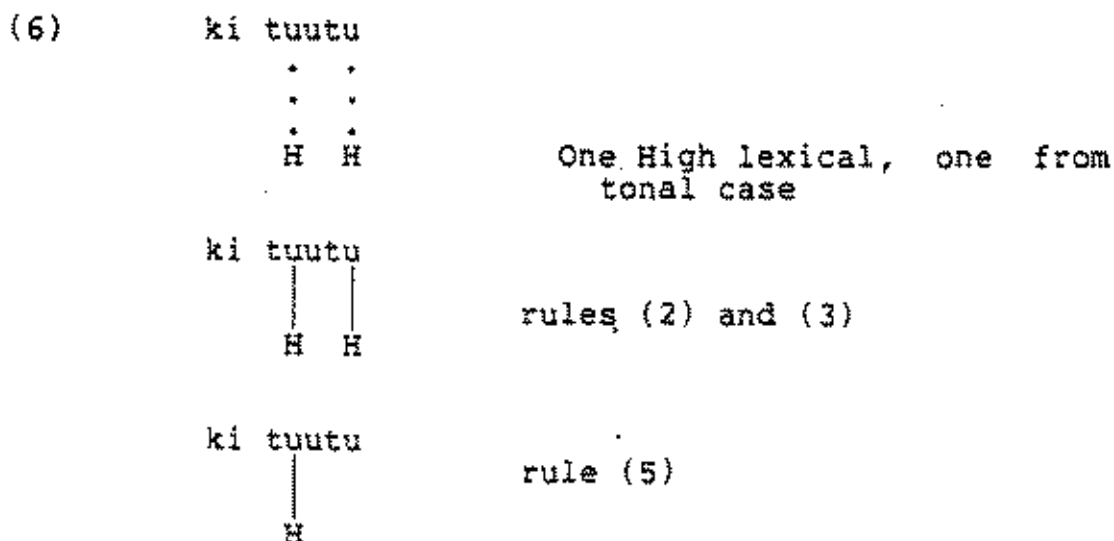 (6) ki tuutu
H H One High lexical, one from
tonal case
ki tuutu
rules (2) and (3)
H H
ki tuutu
rule (5)
H